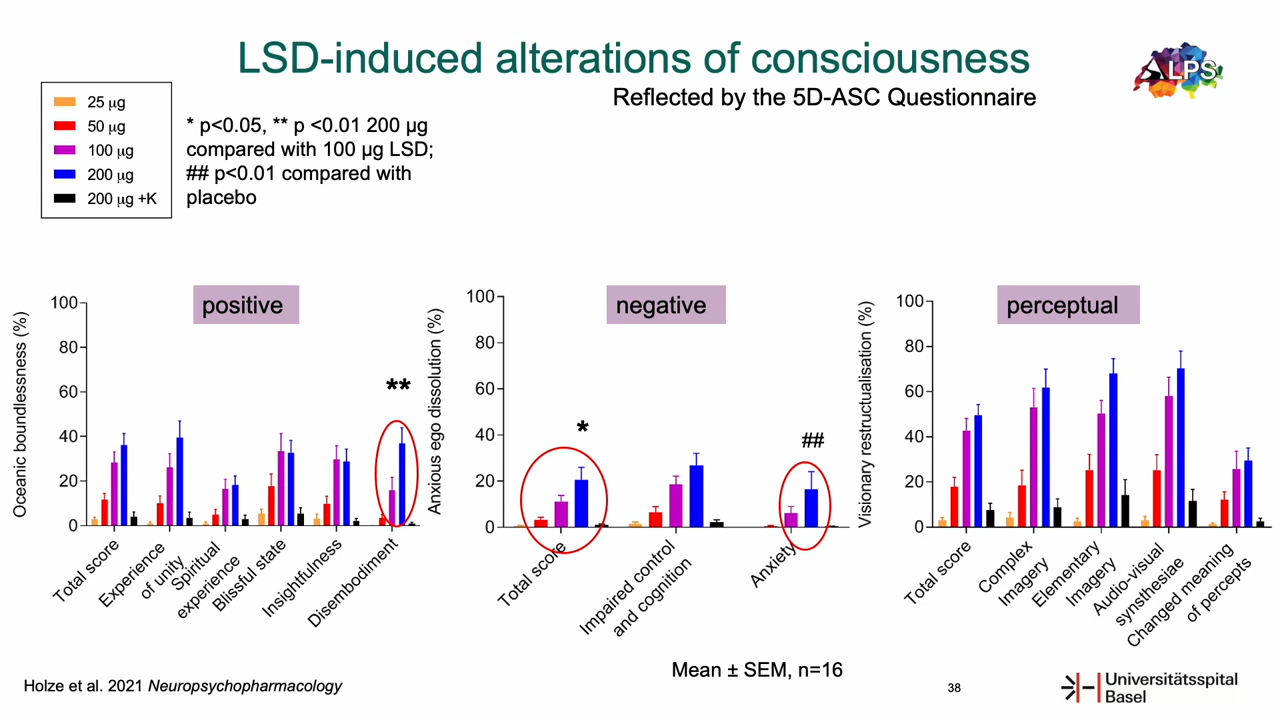 LSD-induced alterations of consciousness
Reflected by the 5D-ASC Questionnaire
ALPS
25 µg
50 µg
100 µg
200 µg
200 µg +K
* p<0.05, ** p <0.01 200 µg
compared with 100 µg LSD;
## p<0.01 compared with
placebo
positive
Oceanic boundlessness (%)
100
80
60
40
20
0
**
Total score
Experience
of unity
Spiritual
experience
Blissful state
Insightfulness
Disembodiment
negative
Anxious ego dissolution (%)
100
80
60
40
20
0
*
##
Total score
Impaired control
and cognition
Anxiety
perceptual
Visionary restructualisation (%)
100
80
60
40
20
0
Total score
Complex
Imagery
Elementary
Imagery
Audio-visual
synsthesiae
Changed meaning
of percepts
Mean ± SEM, n=16
Holze et al. 2021 Neuropsychopharmacology
38
Universitätsspital
Basel